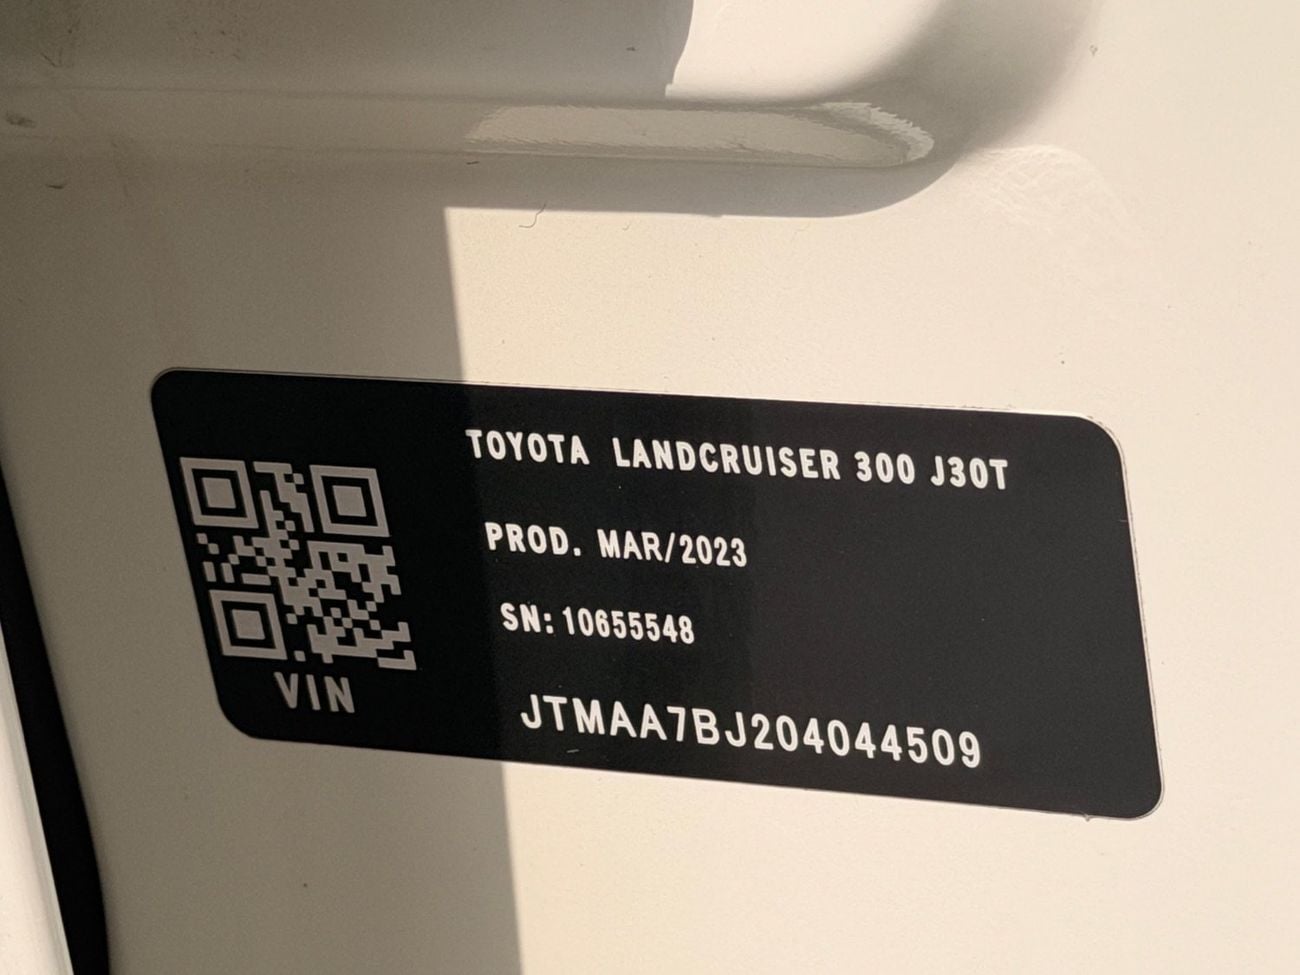 TOYOTA LANDCRUISER 300 J30T
PROD. MAR/2023
SN: 10655548
VIN
JTMAA7BJ204044509